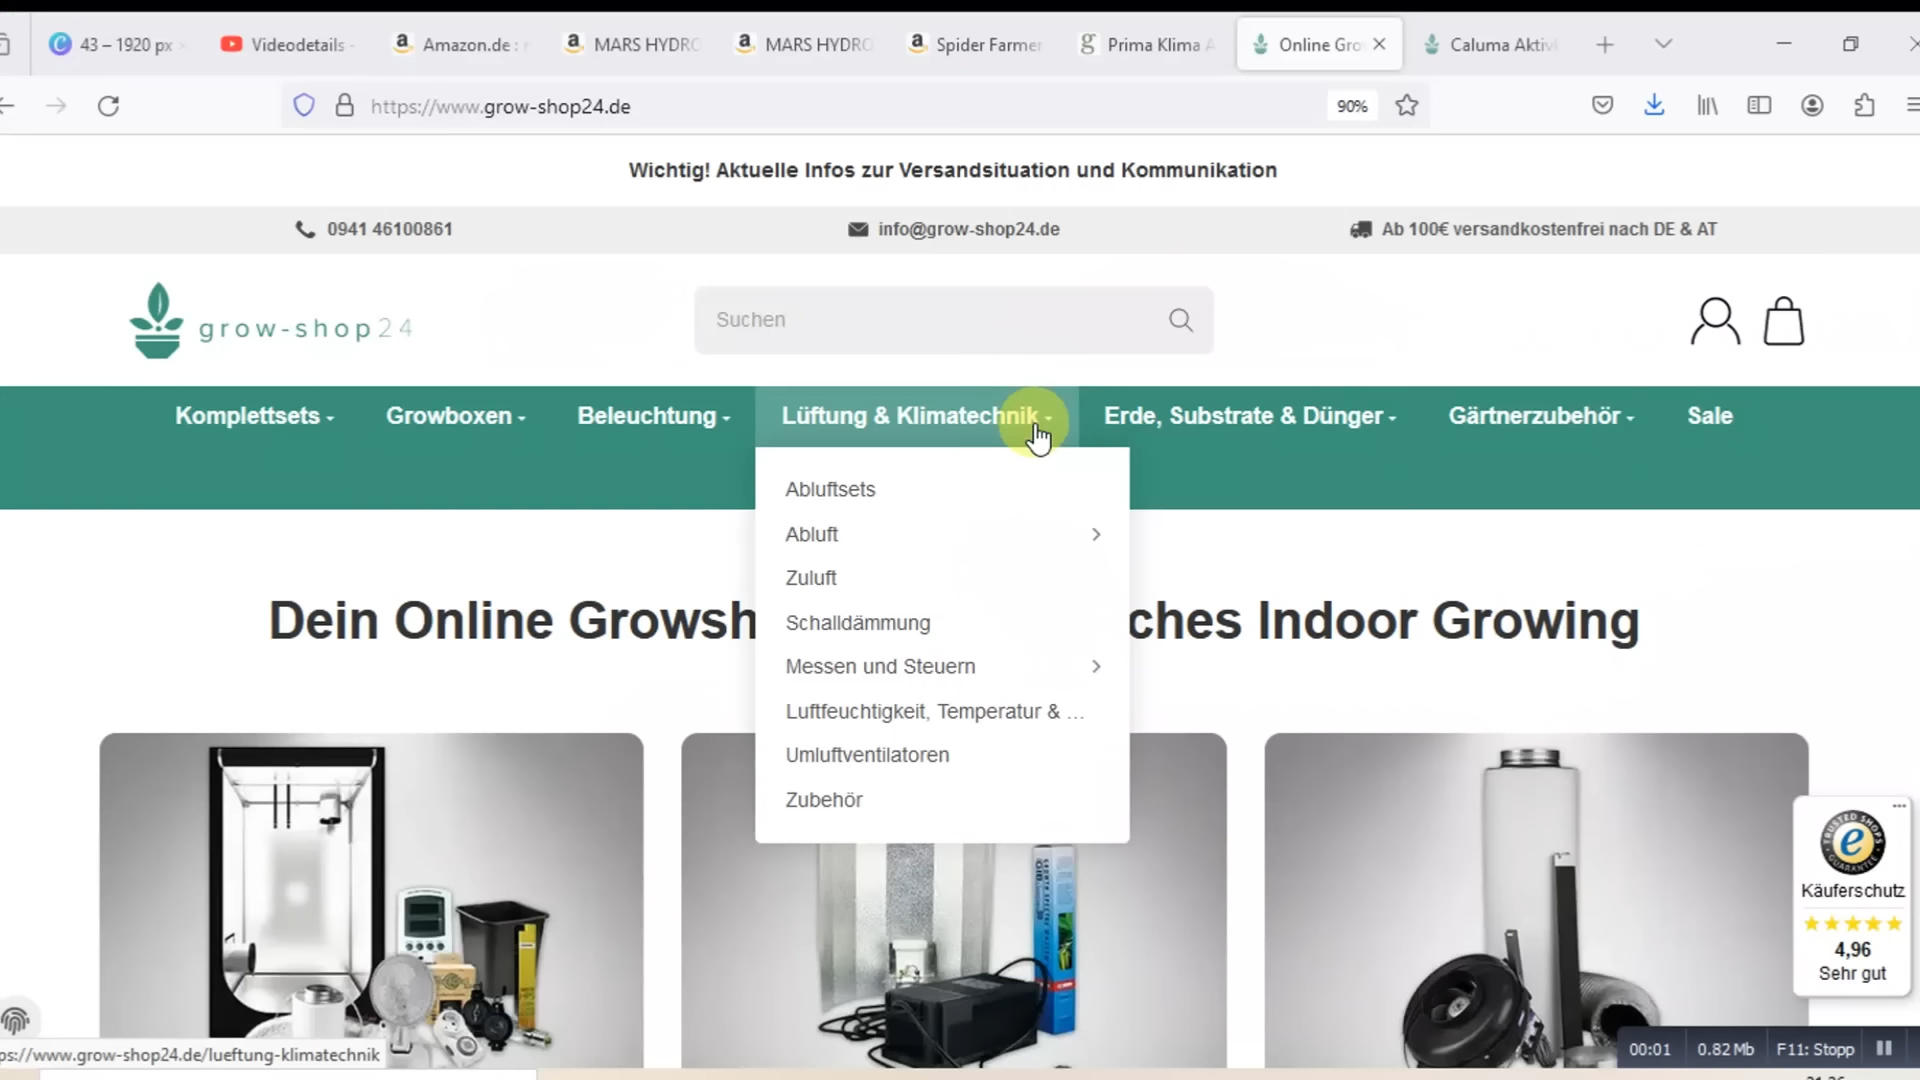 43 – 1920 px
Videodetails -
Amazon.de :
MARS HYDRO
MARS HYDRO
Spider Farmer
Prima Klima A
Online Gro
Caluma Aktiv
https://www.grow-shop24.de
90%
Wichtig! Aktuelle Infos zur Versandsituation und Kommunikation
0941 46100861
info@grow-shop24.de
Ab 100€ versandkostenfrei nach DE & AT
grow-shop24
Suchen
Komplettsets
Growboxen
Beleuchtung
Lüftung & Klimatechnik
Erde, Substrate & Dünger
Gärtnerzubehör
Sale
Abluftsets
Abluft
Zuluft
Schalldämmung
Messen und Steuern
Luftfeuchtigkeit, Temperatur & ...
Umluftventilatoren
Zubehör
Dein Online Growsh
ches Indoor Growing
TRUSTED SHOPS
GUARANTEE
e
Käuferschutz
4,96
Sehr gut
ps://www.grow-shop24.de/lueftung-klimatechnik
00:01
0.82 Mb
F11: Stopp